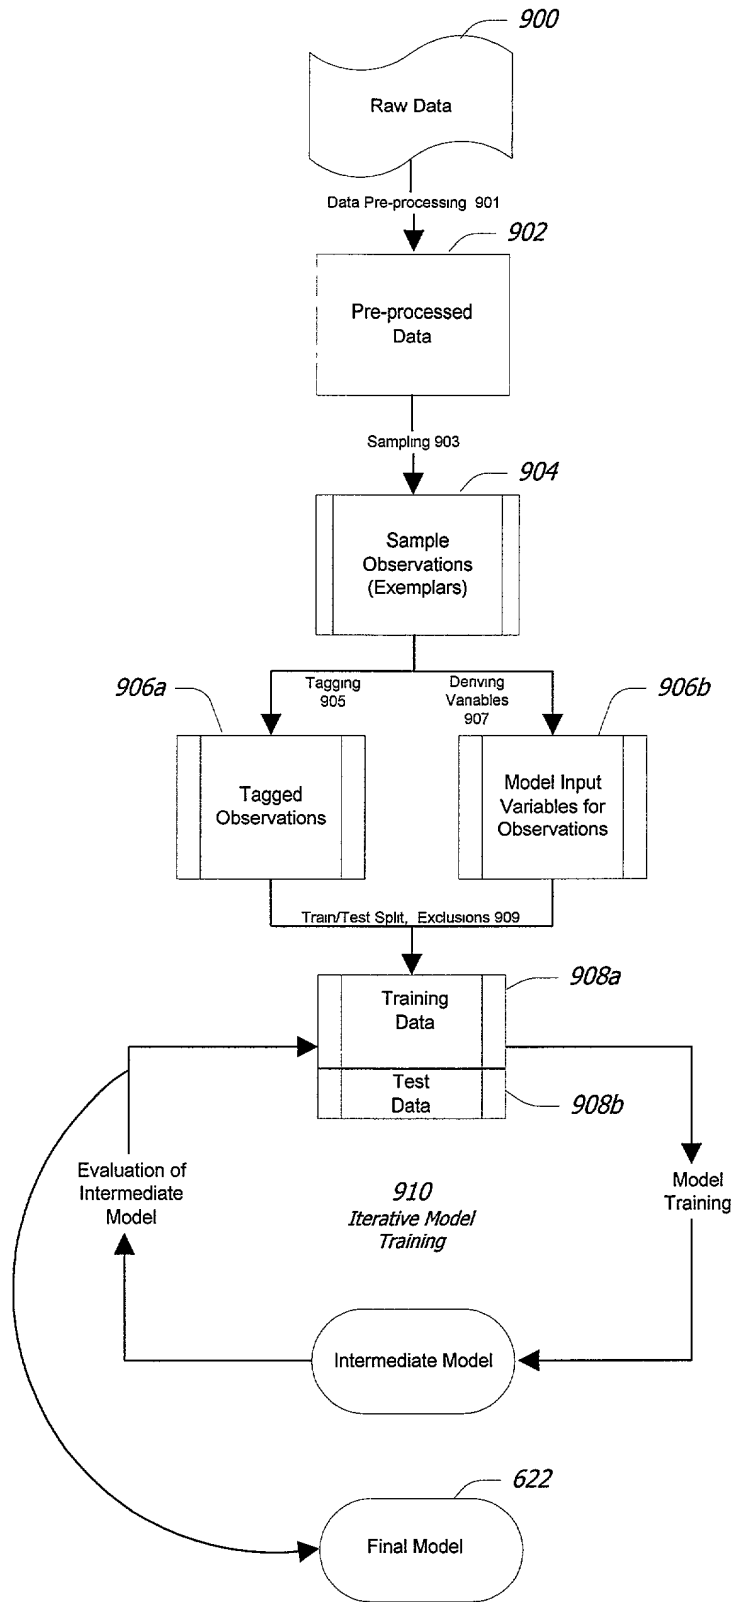 900
Raw Data
Data Pre-processing 901
902
Pre-processed
Data
Sampling 903
904
Sample
Observations
(Exemplars)
906a
Tagging
905
Deriving
Variables
907
906b
Tagged
Observations
Model Input
Variables for
Observations
Train/Test Split, Exclusions 909
908a
Training
Data
Test
Data
908b
Evaluation of
Intermediate
Model
910
Iterative Model
Training
Model
Training
Intermediate Model
622
Final Model